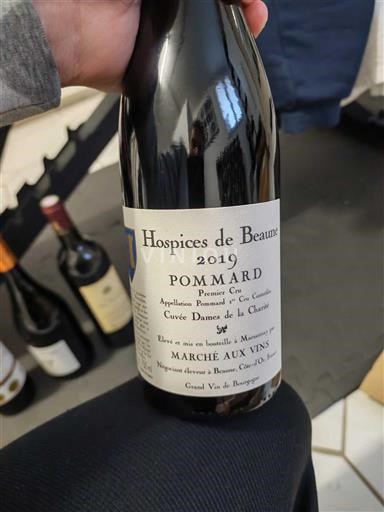 Hospices de Beaune
2019
POMMARD
Premier Cru
Appellation Pommard 1er Cru Contrôlée
Cuvée Dames de la Charité
Elevé et mis en bouteille à Marsannay par
MARCHÉ AUX VINS
Négociant éleveur à Beaune, Côte-d'Or, France
Grand Vin de Bourgogne